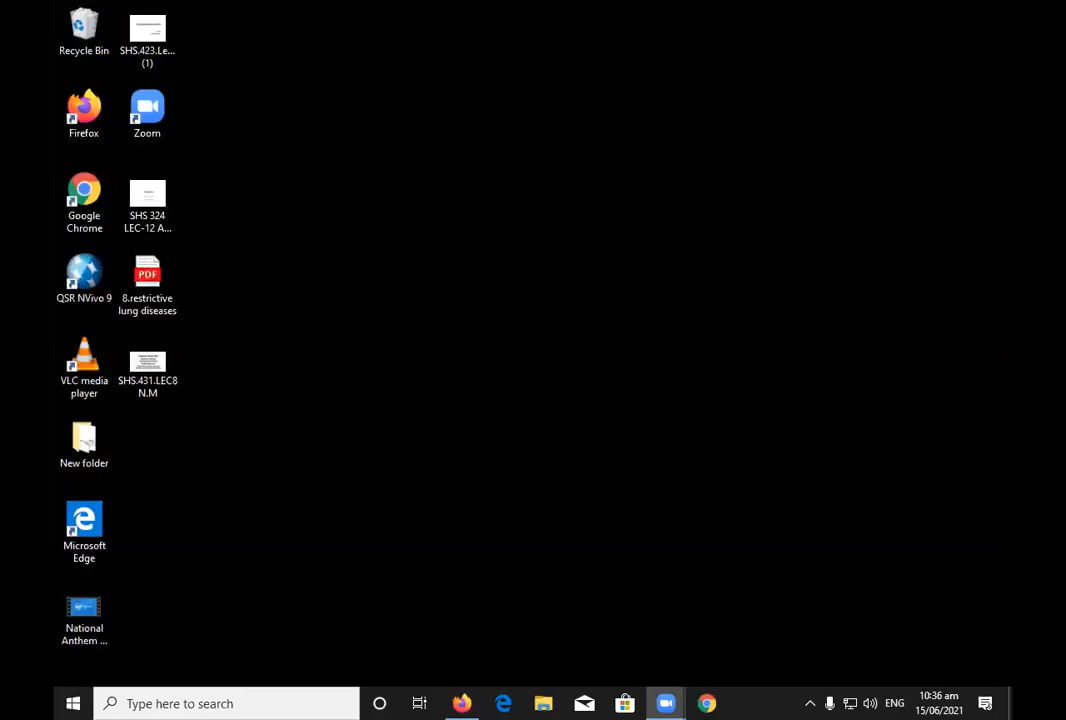 Recycle Bin
SHS.423.Le...
(1)
Firefox
Zoom
Google
Chrome
SHS 324
LEC-12 A...
QSR NVivo 9
PDF
8.restrictive
lung diseases
VLC media
player
SHS.431.LEC8
N.M
New folder
Microsoft
Edge
National
Anthem ...
Type here to search
ENG
10:36 am
15/06/2021